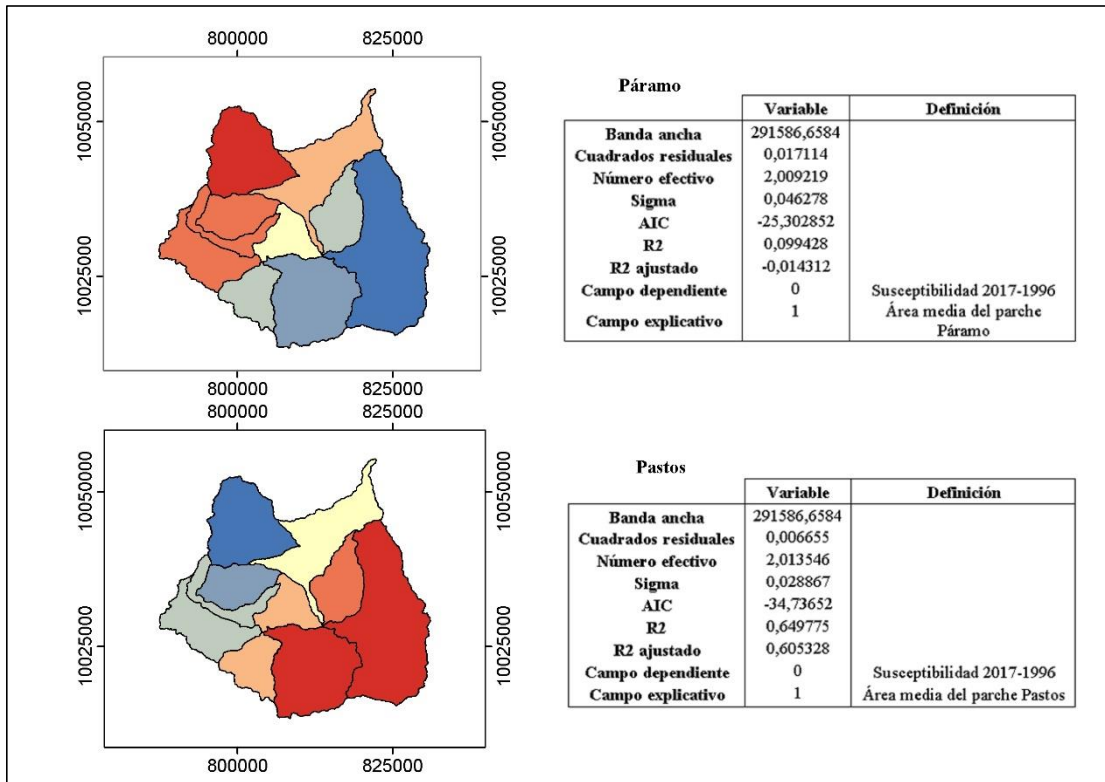 800000 825000
10050000
10025000
800000 825000
Páramo
Variable Definición
Banda ancha 291586,6584
Cuadrados residuales 0,017114
Número efectivo 2,009219
Sigma 0,046278
AIC -25,302852
R2 0,099428
R2 ajustado -0,014312
Campo dependiente 0 Susceptibilidad 2017-1996
Campo explicativo 1 Área media del parche
Páramo
800000 825000
10050000
10025000
800000 825000
Pastos
Variable Definición
Banda ancha 291586,6584
Cuadrados residuales 0,006655
Número efectivo 2,013546
Sigma 0,028867
AIC -34,73652
R2 0,649775
R2 ajustado 0,605328
Campo dependiente 0 Susceptibilidad 2017-1996
Campo explicativo 1 Área media del parche Pastos